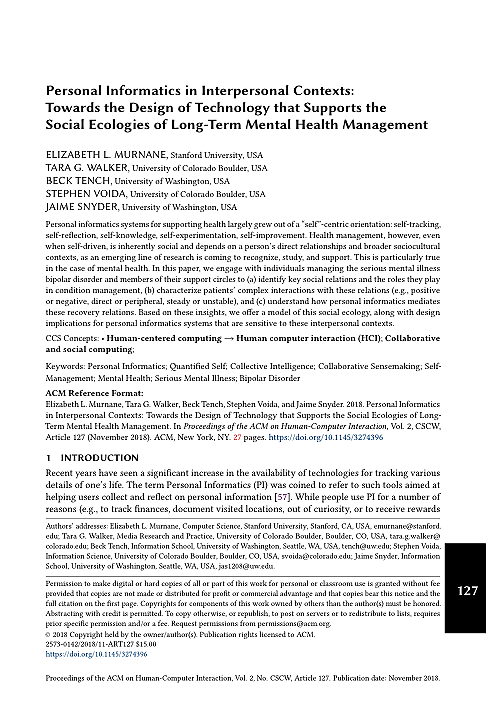 Personal Informatics in Interpersonal Contexts:
Towards the Design of Technology that Supports the
Social Ecologies of Long-Term Mental Health Management
ELIZABETH L. MURNANE, Stanford University, USA
TARA G. WALKER, University of Colorado Boulder, USA
BECK TENCH, University of Washington, USA
STEPHEN VOIDA, University of Colorado Boulder, USA
JAIME SNYDER, University of Washington, USA
Personal informatics systems for supporting health largely grew out of a "self"-centric orientation: self-tracking,
self-reflection, self-knowledge, self-experimentation, self-improvement. Health management, however, even
when self-driven, is inherently social and depends on a person's direct relationships and broader sociocultural
contexts, as an emerging line of research is coming to recognize, study, and support. This is particularly true
in the case of mental health. In this paper, we engage with individuals managing the serious mental illness
bipolar disorder and members of their support circles to (a) identify key social relations and the roles they play
in condition management, (b) characterize patients' complex interactions with these relations (e.g., positive
or negative, direct or peripheral, steady or unstable), and (c) understand how personal informatics mediates
these recovery relations. Based on these insights, we offer a model of this social ecology, along with design
implications for personal informatics systems that are sensitive to these interpersonal contexts.
CCS Concepts: • Human-centered computing → Human computer interaction (HCI); Collaborative
and social computing;
Keywords: Personal Informatics; Quantified Self; Collective Intelligence; Collaborative Sensemaking; Self-
Management; Mental Health; Serious Mental Illness; Bipolar Disorder
ACM Reference Format:
Elizabeth L. Murnane, Tara G. Walker, Beck Tench, Stephen Voida, and Jaime Snyder. 2018. Personal Informatics
in Interpersonal Contexts: Towards the Design of Technology that Supports the Social Ecologies of Long-
Term Mental Health Management. In Proceedings of the ACM on Human-Computer Interaction, Vol. 2, CSCW,
Article 127 (November 2018). ACM, New York, NY. 27 pages. https://doi.org/10.1145/3274396
1 INTRODUCTION
Recent years have seen a significant increase in the availability of technologies for tracking various
details of one's life. The term Personal Informatics (PI) was coined to refer to such tools aimed at
helping users collect and reflect on personal information [57]. While people use PI for a number of
reasons (e.g., to track finances, document visited locations, out of curiosity, or to receive rewards
Authors' addresses: Elizabeth L. Murnane, Computer Science, Stanford University, Stanford, CA, USA, emurnane@stanford.
edu; Tara G. Walker, Media Research and Practice, University of Colorado Boulder, Boulder, CO, USA, tara.g.walker@
colorado.edu; Beck Tench, Information School, University of Washington, Seattle, WA, USA, tench@uw.edu; Stephen Voida,
Information Science, University of Colorado Boulder, Boulder, CO, USA, svoida@colorado.edu; Jaime Snyder, Information
School, University of Washington, Seattle, WA, USA, jas1208@uw.edu.
Permission to make digital or hard copies of all or part of this work for personal or classroom use is granted without fee
provided that copies are not made or distributed for profit or commercial advantage and that copies bear this notice and the
full citation on the first page. Copyrights for components of this work owned by others than the author(s) must be honored.
Abstracting with credit is permitted. To copy otherwise, or republish, to post on servers or to redistribute to lists, requires
prior specific permission and/or a fee. Request permissions from permissions@acm.org.
© 2018 Copyright held by the owner/author(s). Publication rights licensed to ACM.
2573-0142/2018/11-ART127 $15.00
https://doi.org/10.1145/3274396
127
Proceedings of the ACM on Human-Computer Interaction, Vol. 2, No. CSCW, Article 127. Publication date: November 2018.